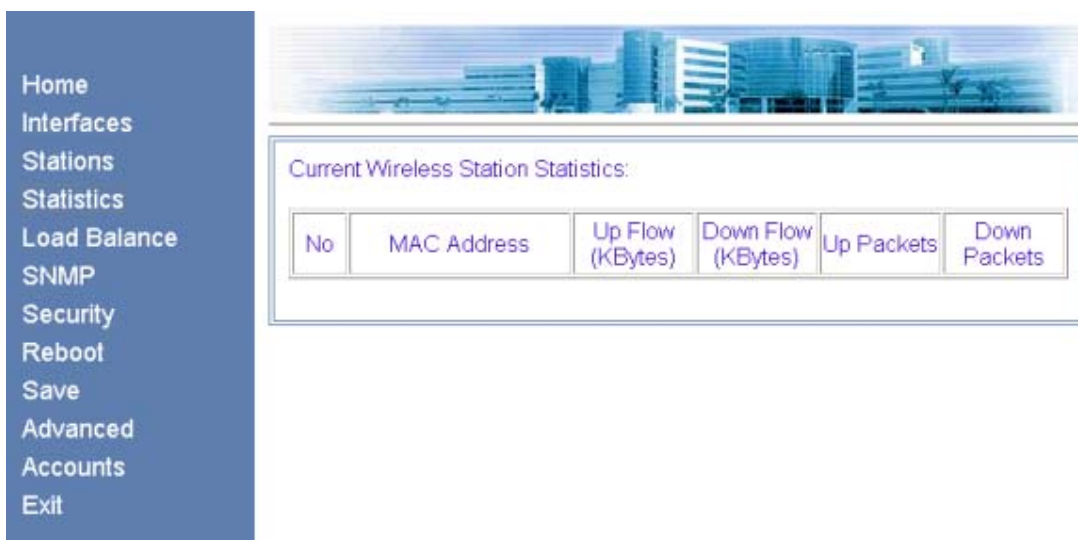 Home
Interfaces
Stations
Statistics
Load Balance
SNMP
Security
Reboot
Save
Advanced
Accounts
Exit
Current Wireless Station Statistics:
No
MAC Address
Up Flow
(KBytes)
Down Flow
(KBytes)
Up Packets
Down
Packets